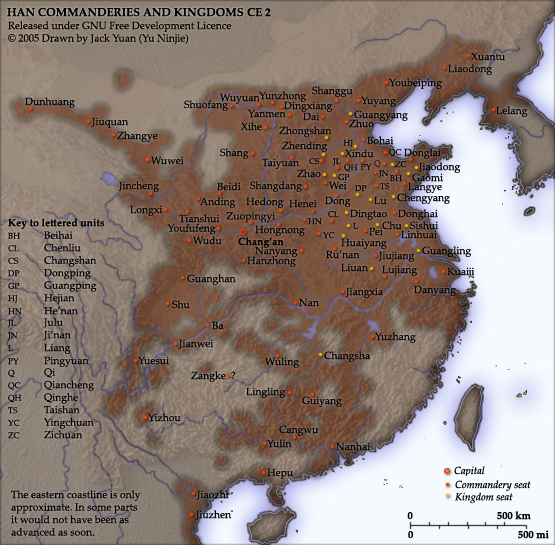 HAN COMMANDERIES AND KINGDOMS CE 2
Released under GNU Free Development Licence
© 2005 Drawn by Jack Yuan (Yu Ninjie)
Xuantu
Liaodong
Youbeiping
Dunhuang
Wuyuan
Yunzhong
Shanggu
Shuofang
Dingxiang
Yuyang
Lelang
Yanmen
Dai
Guangyang
Jiuquan
Zhuo
Xihe
Zhongshan
Zhangye
Zhending
HJ
Bohai
Shang
Xindu
QC
Donglai
Wuwei
Taiyuan
CS
JL
QH
PY
Q
ZC
Jiaodong
Zhao
GP
JN
BH
Gaomi
Jincheng
Beidi
Shangdang
Wei
DP
TS
Langye
Anding
Hedong
Henei
Dong
Lu
Chengyang
Longxi
Tianshui
Zuopingyi
HN
CL
Dingtao
Donghai
Youfufeng
Hongnong
L
Chu
Sishui
Wudu
Chang'an
YC
Pei
Linhuai
Huaiyang
Nanyang
Ru'nan
Jiujiang
Guangling
Hanzhong
Liuan
Lujiang
Kuaiji
Guanghan
Danyang
Jiangxia
Shu
Nan
Ba
Jianwei
Yuzhang
Yuesui
Wuling
Changsha
Zangke ?
Lingling
Guiyang
Yizhou
Cangwu
Yulin
Nanhai
Hepu
Jiaozhi
Jiuzhen
Key to lettered units
BH Beihai
CL Chenliu
CS Changshan
DP Dongping
GP Guangping
HJ Hejian
HN He'nan
JL Julu
JN Ji'nan
L Liang
PY Pingyuan
Q Qi
QC Qiancheng
QH Qinghe
TS Taishan
YC Yingchuan
ZC Zichuan
The eastern coastline is only
approximate. In some parts
it would not have been as
advanced as soon.
Capital
Commandery seat
Kingdom seat
0 500 km
0 500 mi